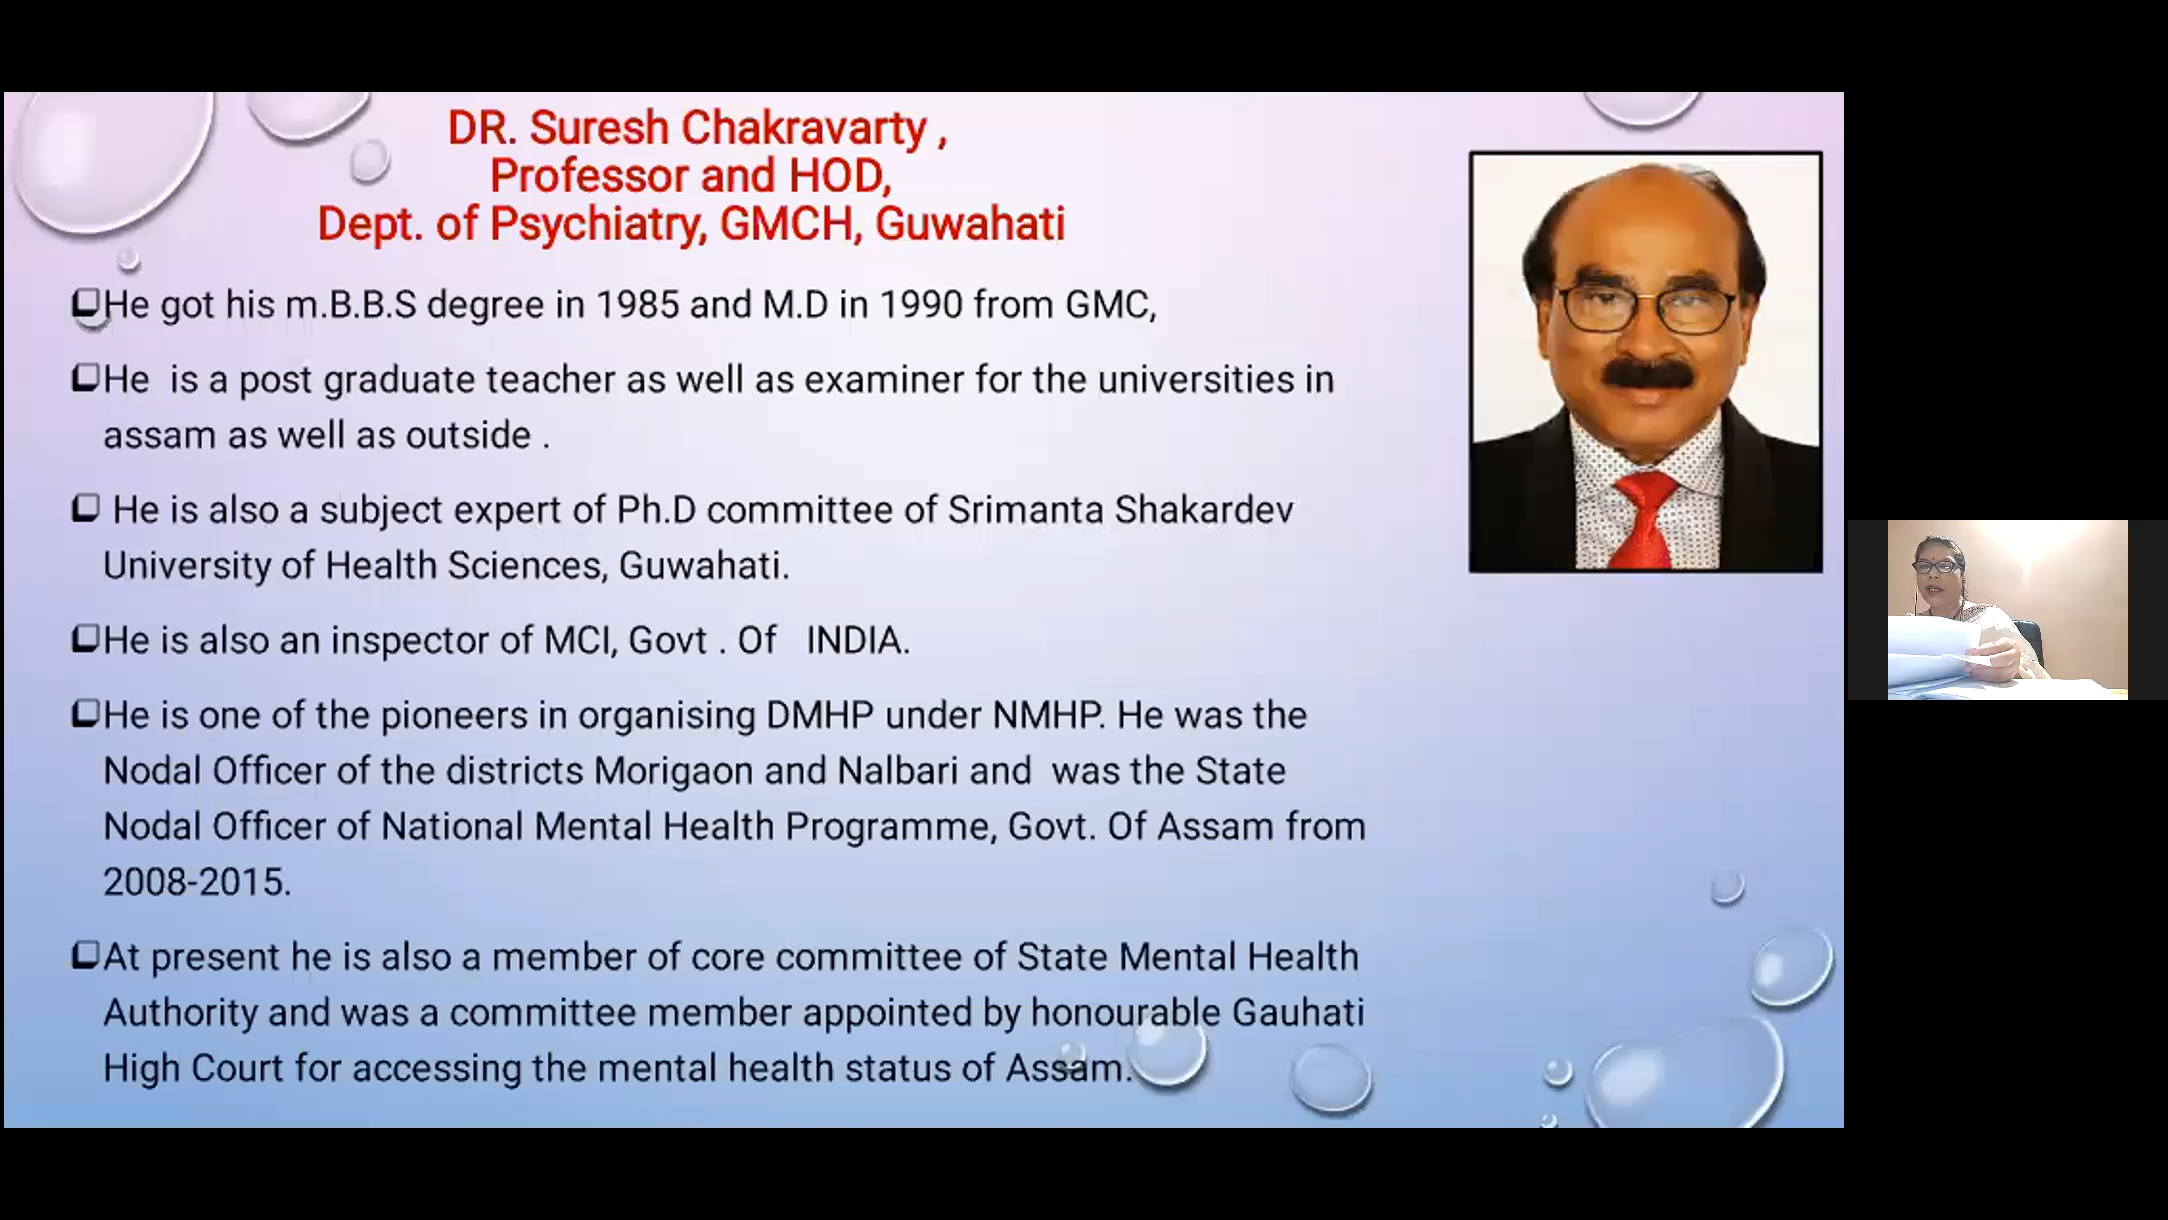 DR. Suresh Chakravarty ,
Professor and HOD,
Dept. of Psychiatry, GMCH, Guwahati
❑He got his m.B.B.S degree in 1985 and M.D in 1990 from GMC,
❑He is a post graduate teacher as well as examiner for the universities in
assam as well as outside .
❑ He is also a subject expert of Ph.D committee of Srimanta Shakardev
University of Health Sciences, Guwahati.
❑He is also an inspector of MCI, Govt . Of INDIA.
❑He is one of the pioneers in organising DMHP under NMHP. He was the
Nodal Officer of the districts Morigaon and Nalbari and was the State
Nodal Officer of National Mental Health Programme, Govt. Of Assam from
2008-2015.
❑At present he is also a member of core committee of State Mental Health
Authority and was a committee member appointed by honourable Gauhati
High Court for accessing the mental health status of Assam.